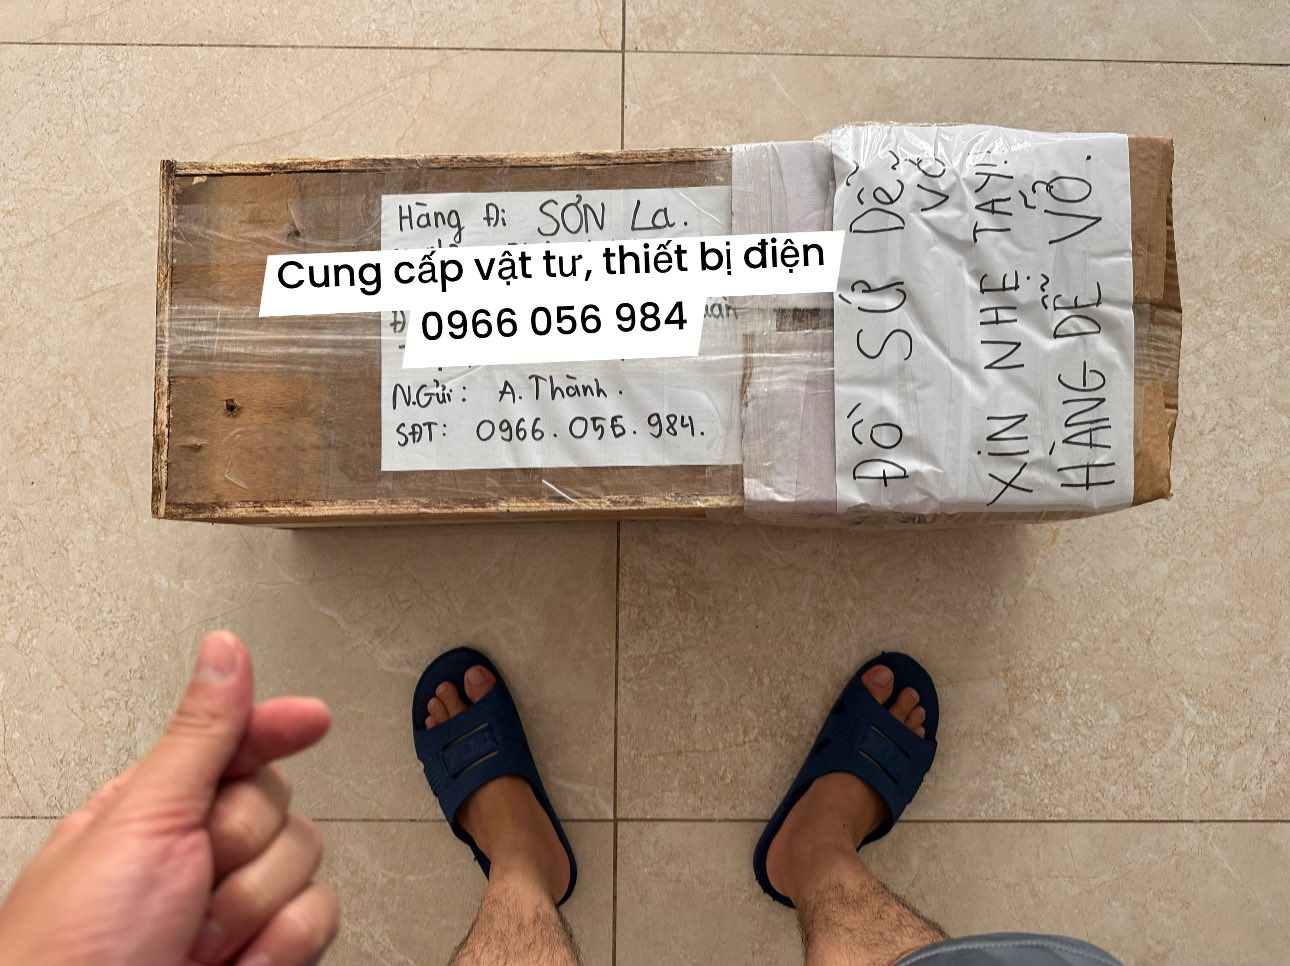 Hàng Đi SƠN La.
Cung cấp vật tư, thiết bị điện
0966 056 984
N.Gửi: A. Thành.
SĐT: 0966.056.984.
ĐỒ SỨ DỄ VỠ
XIN NHẸ TAY!
HÀNG DỄ VỠ.